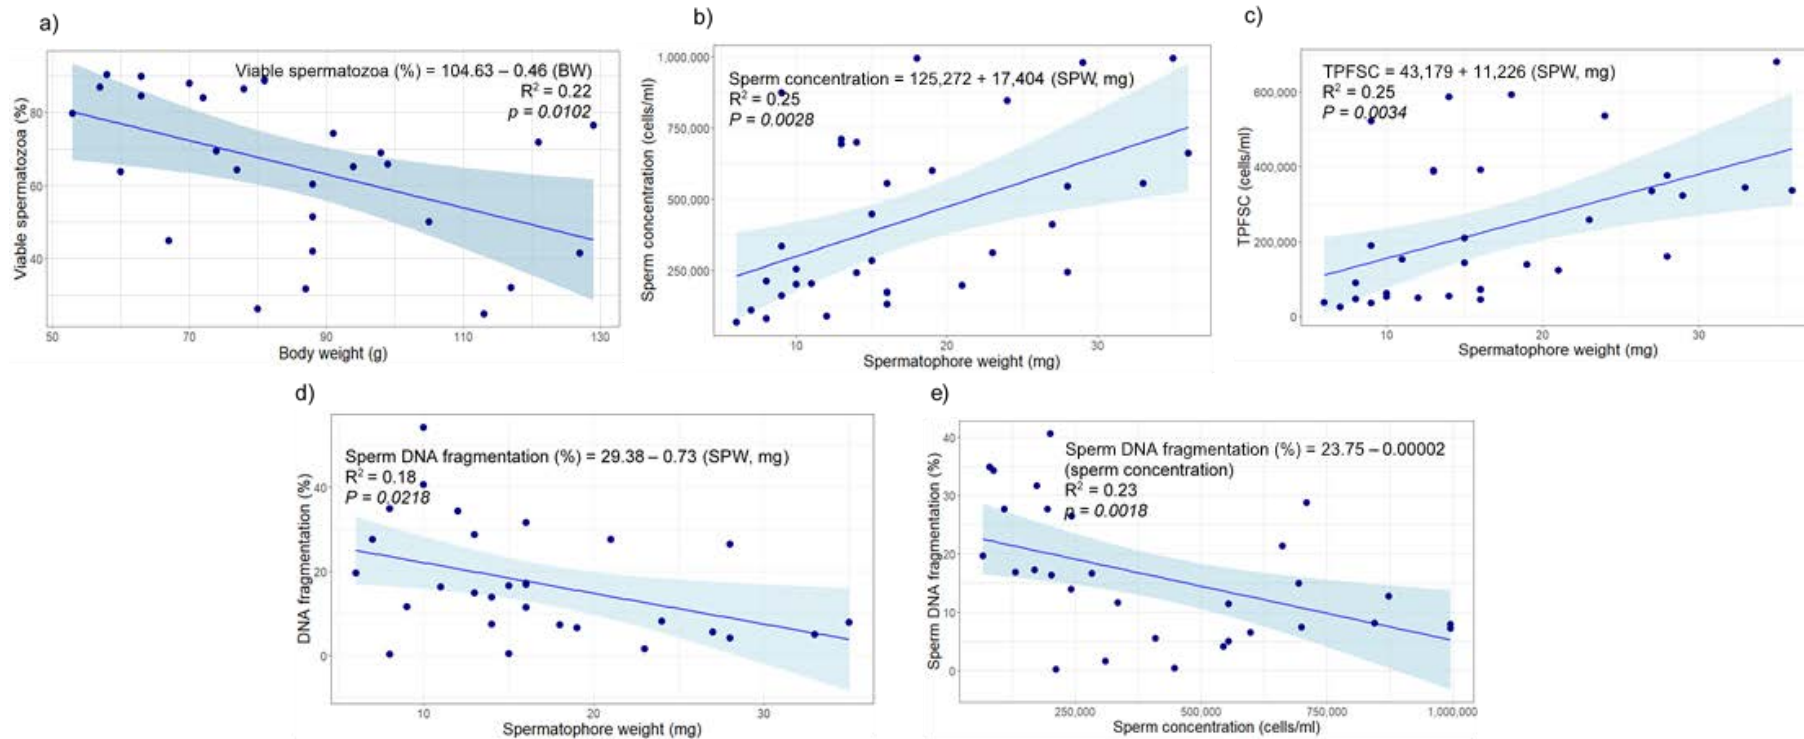 a)
Viable spermatozoa (%) = 104.63 – 0.46 (BW)
R² = 0.22
p = 0.0102
Viable spermatozoa (%)
80
60
40
50
70
90
110
130
Body weight (g)
b)
Sperm concentration = 125,272 + 17,404 (SPW, mg)
R² = 0.25
P = 0.0028
Sperm concentration (cells/ml)
1,000,000
750,000
500,000
250,000
10
20
30
Spermatophore weight (mg)
c)
TPFSC = 43,179 + 11,226 (SPW, mg)
R² = 0.25
P = 0.0034
TPFSC (cells/ml)
600,000
400,000
200,000
0
10
20
30
Spermatophore weight (mg)
d)
Sperm DNA fragmentation (%) = 29.38 – 0.73 (SPW, mg)
R² = 0.18
P = 0.0218
DNA fragmentation (%)
40
20
0
10
20
30
Spermatophore weight (mg)
e)
Sperm DNA fragmentation (%) = 23.75 – 0.00002
(sperm concentration)
R² = 0.23
p = 0.0018
Sperm DNA fragmentation (%)
40
30
20
10
0
250,000
500,000
750,000
1,000,000
Sperm concentration (cells/ml)